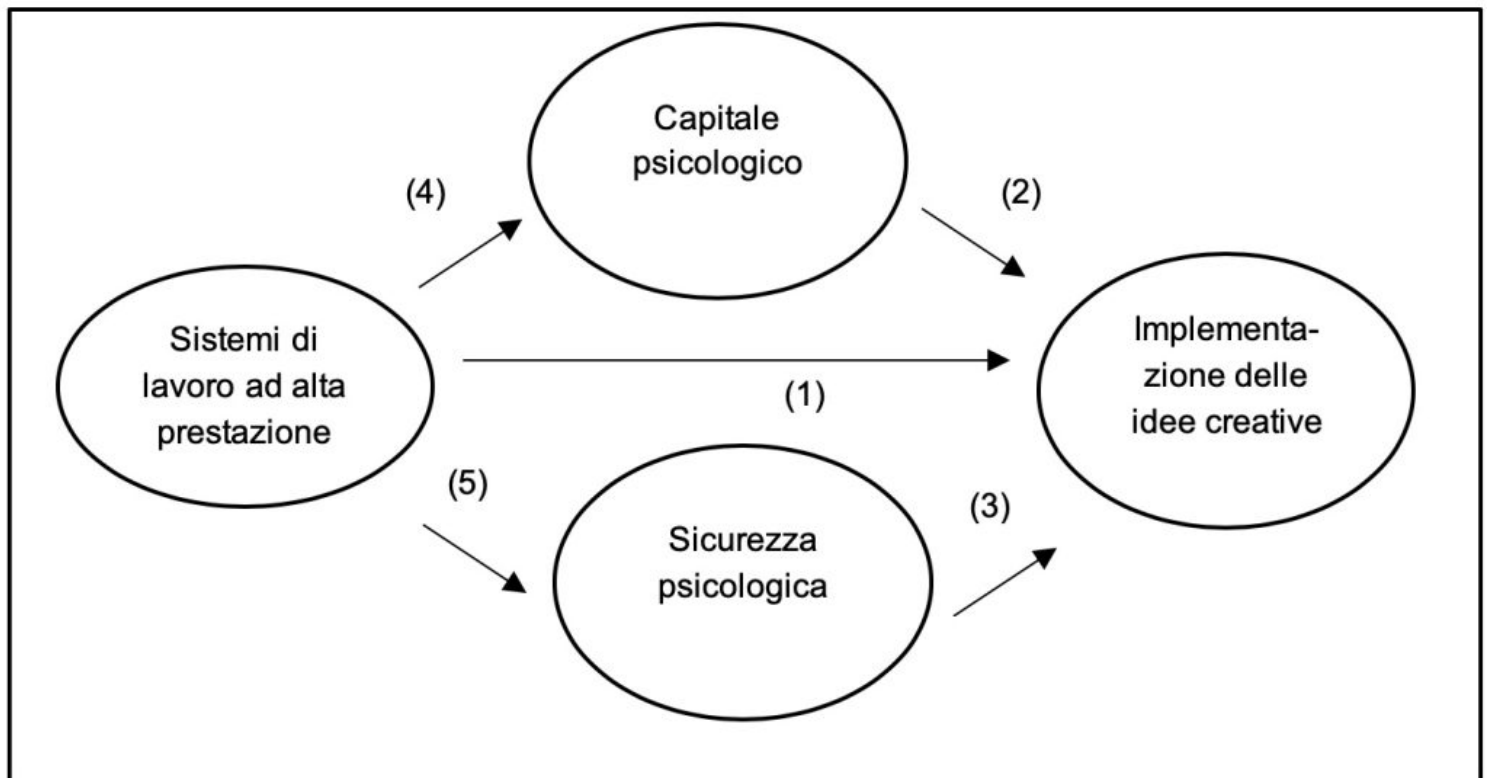 Capitale
psicologico
(4)
(2)
Sistemi di
lavoro ad alta
prestazione
Implementa-
zione delle
idee creative
(1)
(5)
(3)
Sicurezza
psicologica